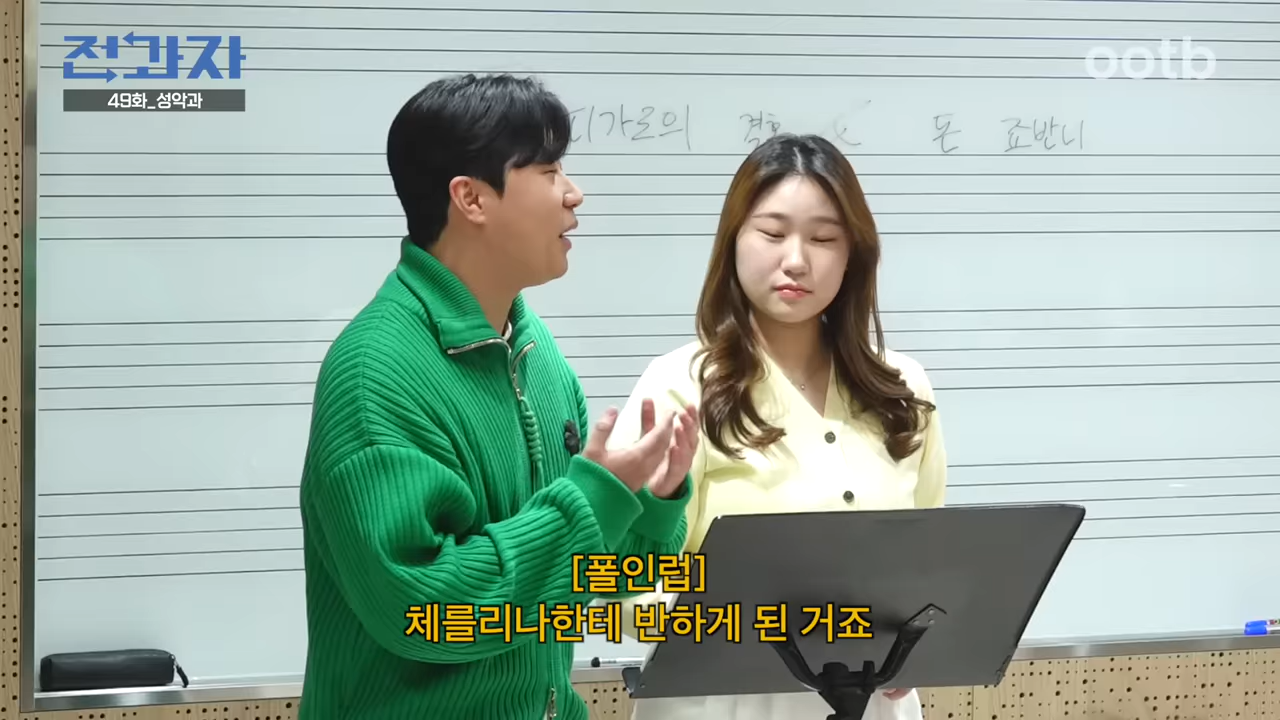 전과자
ootb
49화_성악과
피가로의 결혼 & 돈 죠반니
[폴인럽]
체를리나한테 반하게 된 거죠